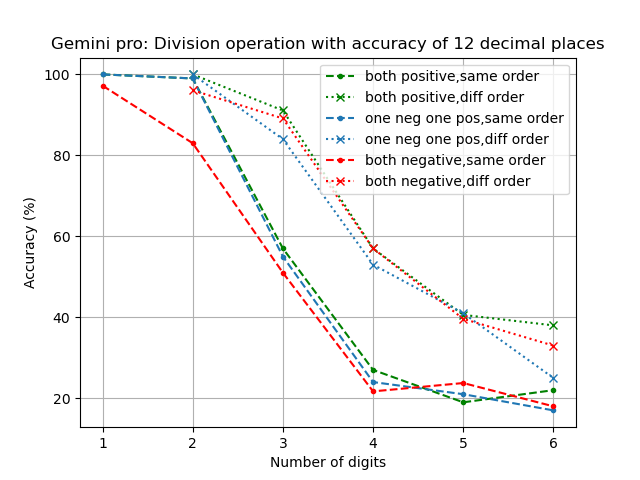 Gemini pro: Division operation with accuracy of 12 decimal places
100
80
60
40
20
Accuracy (%)
both positive,same order
both positive,diff order
one neg one pos,same order
one neg one pos,diff order
both negative,same order
both negative,diff order
1 2 3 4 5 6
Number of digits